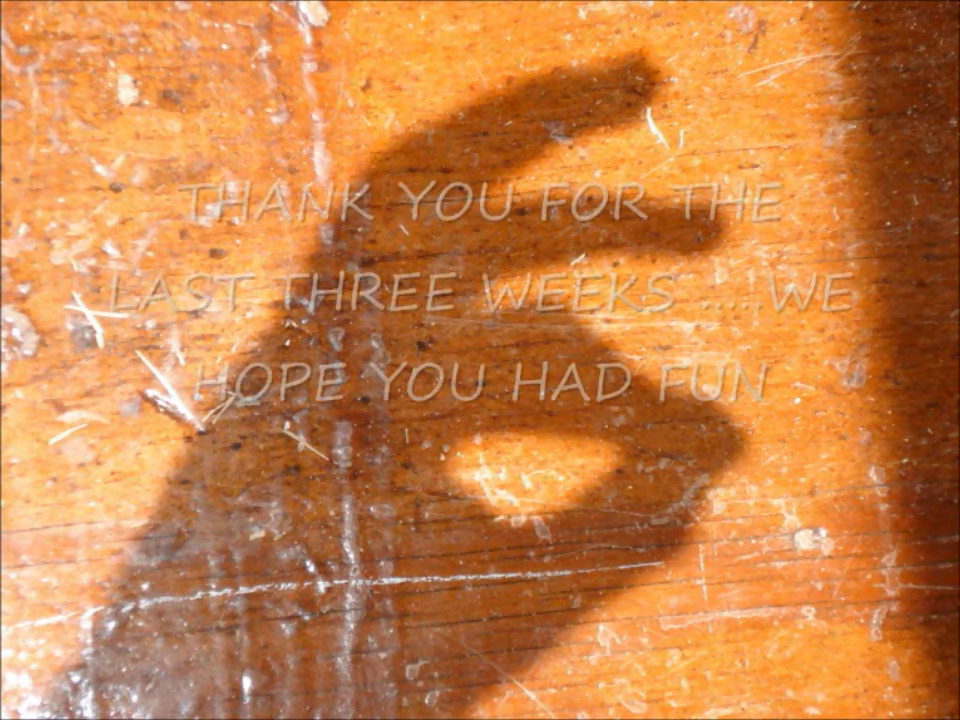 THANK YOU FOR THE
LAST THREE WEEKS .... WE
HOPE YOU HAD FUN